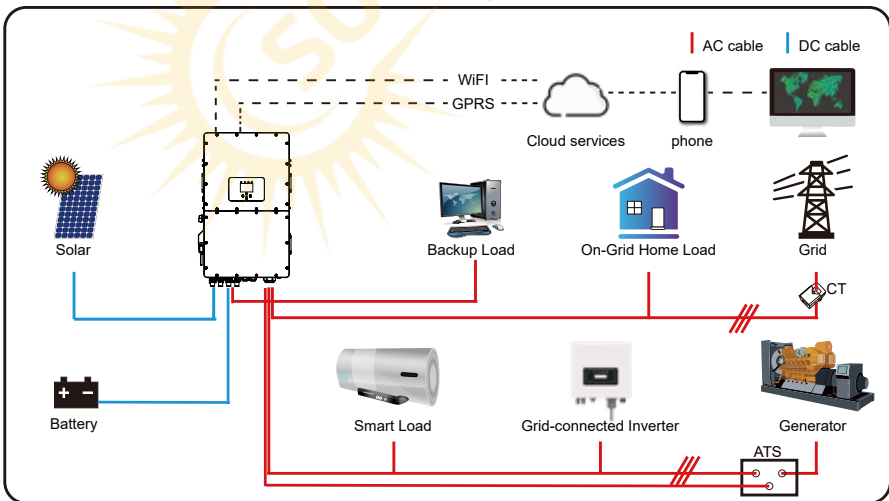 SU
AC cable
DC cable
WiFI
GPRS
Cloud services
phone
Solar
Backup Load
On-Grid Home Load
Grid
CT
Battery
Smart Load
Grid-connected Inverter
Generator
ATS